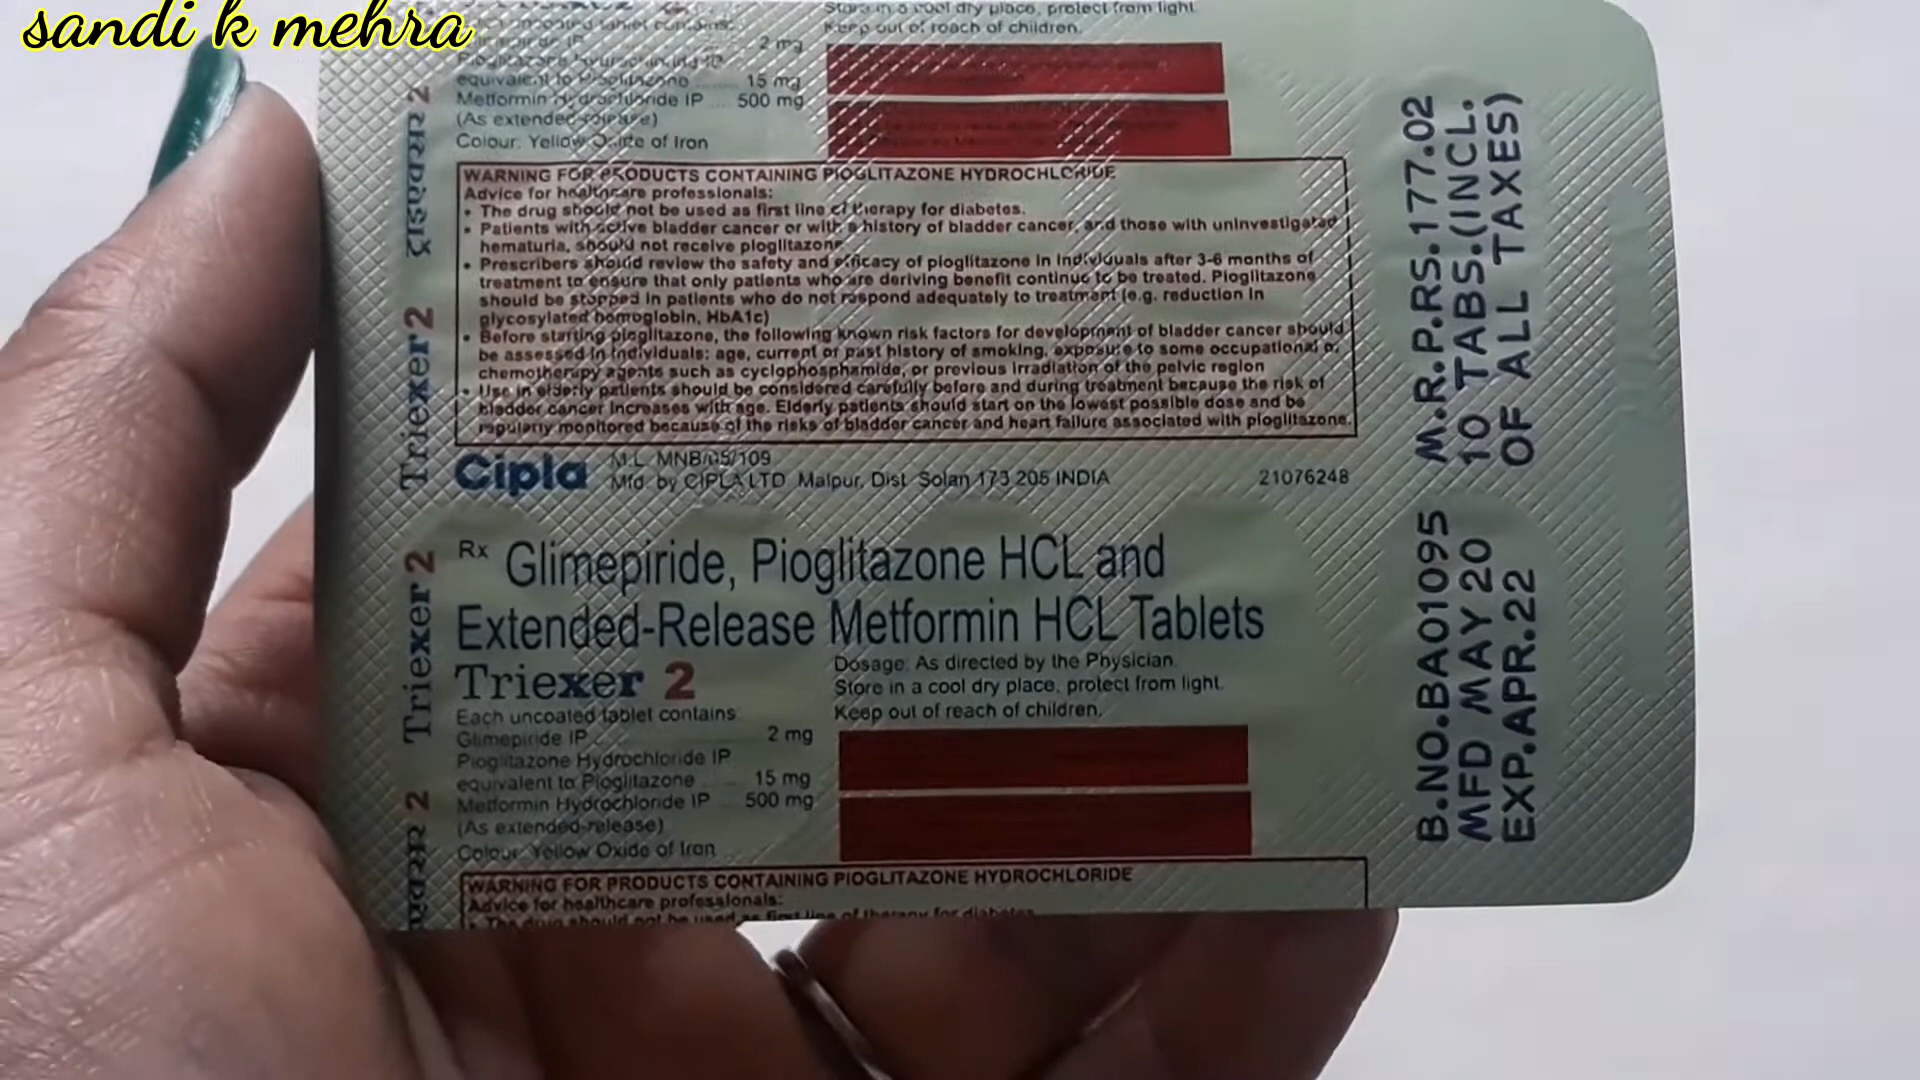 sandi k mehra
Store in a cool dry place, protect from light.
Keep out of reach of children.
2 mg
equivalent to Pioglitazone ....... 15 mg
Metformin Hydrochloride IP .... 500 mg
(As extended-release)
Colour: Yellow Oxide of Iron
WARNING FOR PRODUCTS CONTAINING PIOGLITAZONE HYDROCHLORIDE
Advice for healthcare professionals:
• The drug should not be used as first line of therapy for diabetes.
• Patients with active bladder cancer or with a history of bladder cancer, and those with uninvestigated
hematuria, should not receive pioglitazone
• Prescribers should review the safety and efficacy of pioglitazone in individuals after 3-6 months of
treatment to ensure that only patients who are deriving benefit continue to be treated. Pioglitazone
should be stopped in patients who do not respond adequately to treatment (e.g. reduction in
glycosylated hemoglobin, HbA1c)
• Before starting pioglitazone, the following known risk factors for development of bladder cancer should
be assessed in individuals: age, current or past history of smoking, exposure to some occupational or
chemotherapy agents such as cyclophosphamide, or previous irradiation of the pelvic region
• Use in elderly patients should be considered carefully before and during treatment because the risk of
bladder cancer increases with age. Elderly patients should start on the lowest possible dose and be
regularly monitored because of the risks of bladder cancer and heart failure associated with pioglitazone.
Cipla
M.L. MNB/05/109
Mfd. by CIPLA LTD. Malpur, Dist. Solan 173 205 INDIA
21076248
Rx Glimepiride, Pioglitazone HCL and
Extended-Release Metformin HCL Tablets
Triexer 2
Each uncoated tablet contains:
Glimepiride IP ....... 2 mg
Pioglitazone Hydrochloride IP
equivalent to Pioglitazone ..... 15 mg
Metformin Hydrochloride IP .... 500 mg
(As extended-release)
Colour: Yellow Oxide of Iron
Dosage: As directed by the Physician.
Store in a cool dry place, protect from light.
Keep out of reach of children.
WARNING FOR PRODUCTS CONTAINING PIOGLITAZONE HYDROCHLORIDE
Advice for healthcare professionals:
• The drug should not be used as first line of therapy for diabetes.
Triexer 2
Triexer 2
M.R.P.RS.177.02
10 TABS.(INCL.
OF ALL TAXES)
B.NO.BA01095
MFD MAY 20
EXP.APR.22